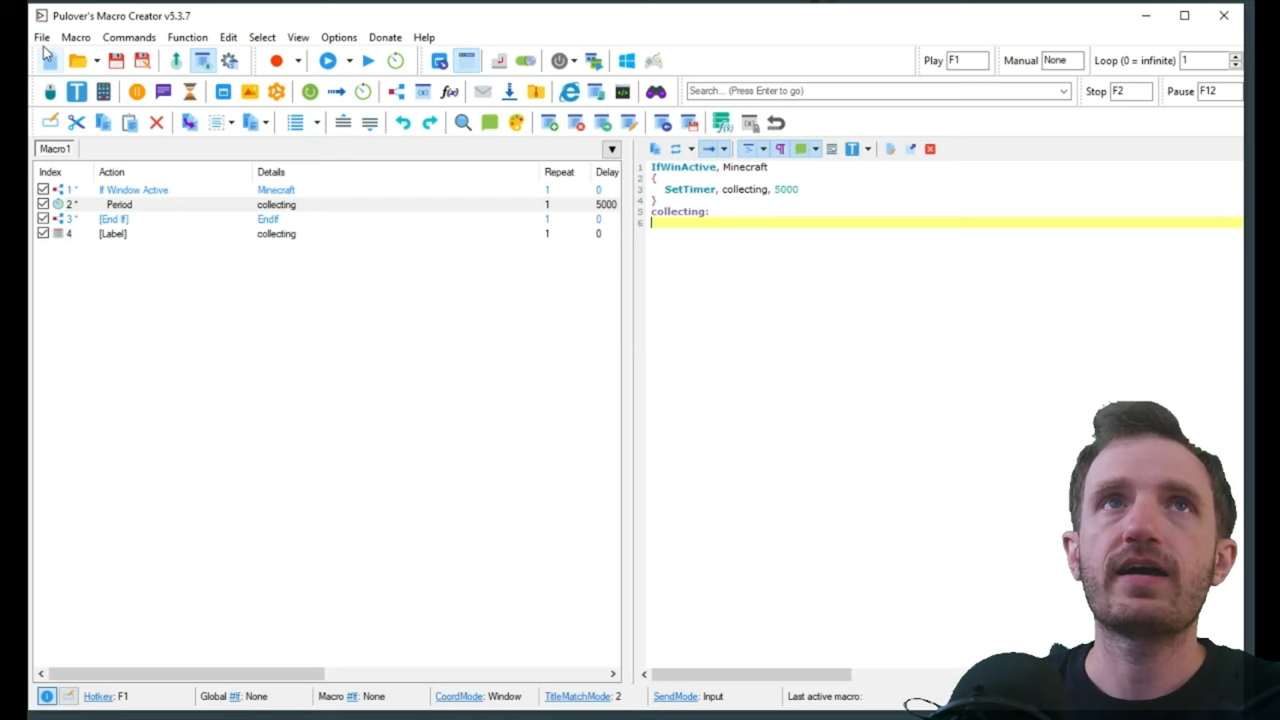 Pulover's Macro Creator v5.3.7
File Macro Commands Function Edit Select View Options Donate Help
Play F1 Manual None Loop (0 = infinite) 1
Search... (Press Enter to go) Stop F2 Pause F12
Macro1
Index Action Details Repeat Delay
1 * If Window Active Minecraft 1 0
2 * Period collecting 1 5000
3 * [End If] EndIf 1 0
4 [Label] collecting 1 0
1 IfWinActive, Minecraft
2 {
3 SetTimer, collecting, 5000
4 }
5 collecting:
6
Hotkey: F1 Global #If: None Macro #If: None CoordMode: Window TitleMatchMode: 2 SendMode: Input Last active macro: